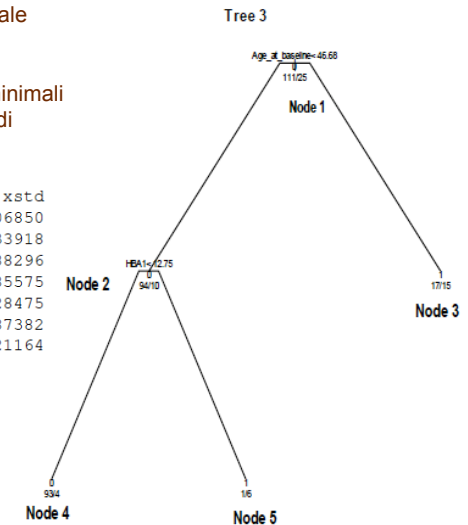 ale
inimali
di
xstd
06850
33918
38296
35575
28475
37382
21164
Tree 3
Age_at_baseline< 46.68
0
111/25
Node 1
HBA1< 12.75
0
94/10
Node 2
1
17/15
Node 3
0
93/4
Node 4
1
1/6
Node 5